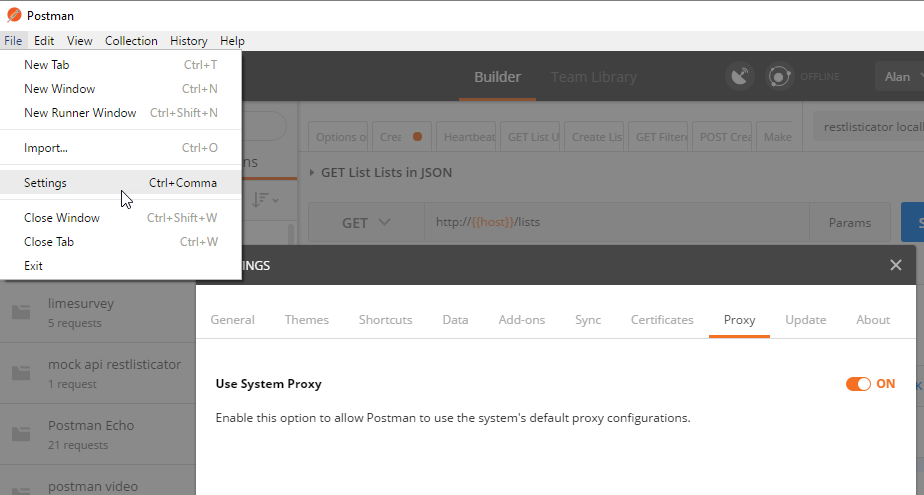 Postman
File Edit View Collection History Help
New Tab Ctrl+T
New Window Ctrl+N
New Runner Window Ctrl+Shift+N
Import... Ctrl+O
Settings Ctrl+Comma
Close Window Ctrl+Shift+W
Close Tab Ctrl+W
Exit
Builder Team Library OFFLINE Alan
Options o Crea Heartbeat GET List U Create Lis GET Filter POST Crea Make
restlisticator local
ns
GET List Lists in JSON
GET http://{{host}}/lists Params S
NGS
General Themes Shortcuts Data Add-ons Sync Certificates Proxy Update About
Use System Proxy ON
Enable this option to allow Postman to use the system's default proxy configurations.
limesurvey
5 requests
mock api restlisticator
1 request
Postman Echo
21 requests
postman video